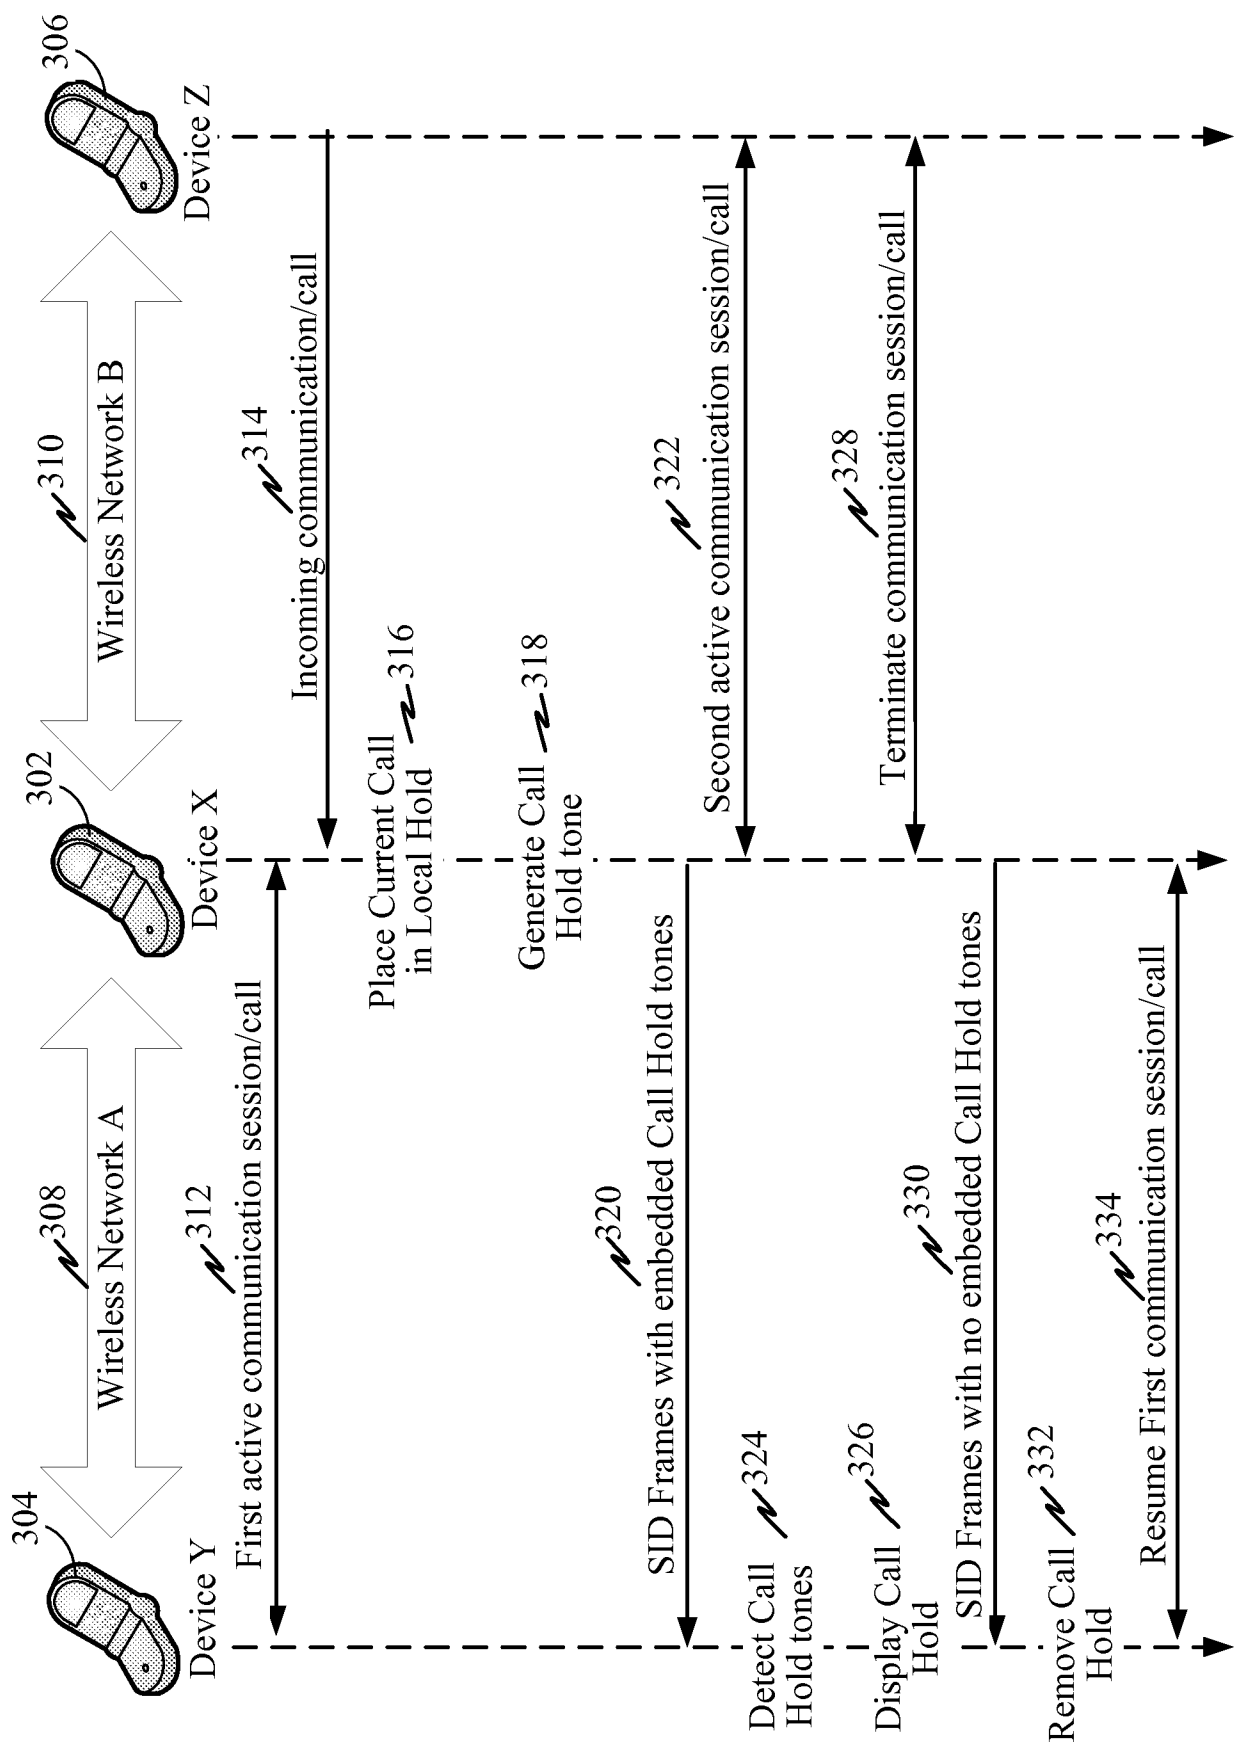 304
308
302
310
306
Wireless Network A
Wireless Network B
Device Y
Device X
Device Z
312
First active communication session/call
314
Incoming communication/call
Place Current Call
in Local Hold
316
Generate Call
Hold tone
318
320
SID Frames with embedded Call Hold tones
322
Second active communication session/call
Detect Call
Hold tones
324
328
Terminate communication session/call
Display Call
Hold
326
330
SID Frames with no embedded Call Hold tones
Remove Call
Hold
332
334
Resume First communication session/call